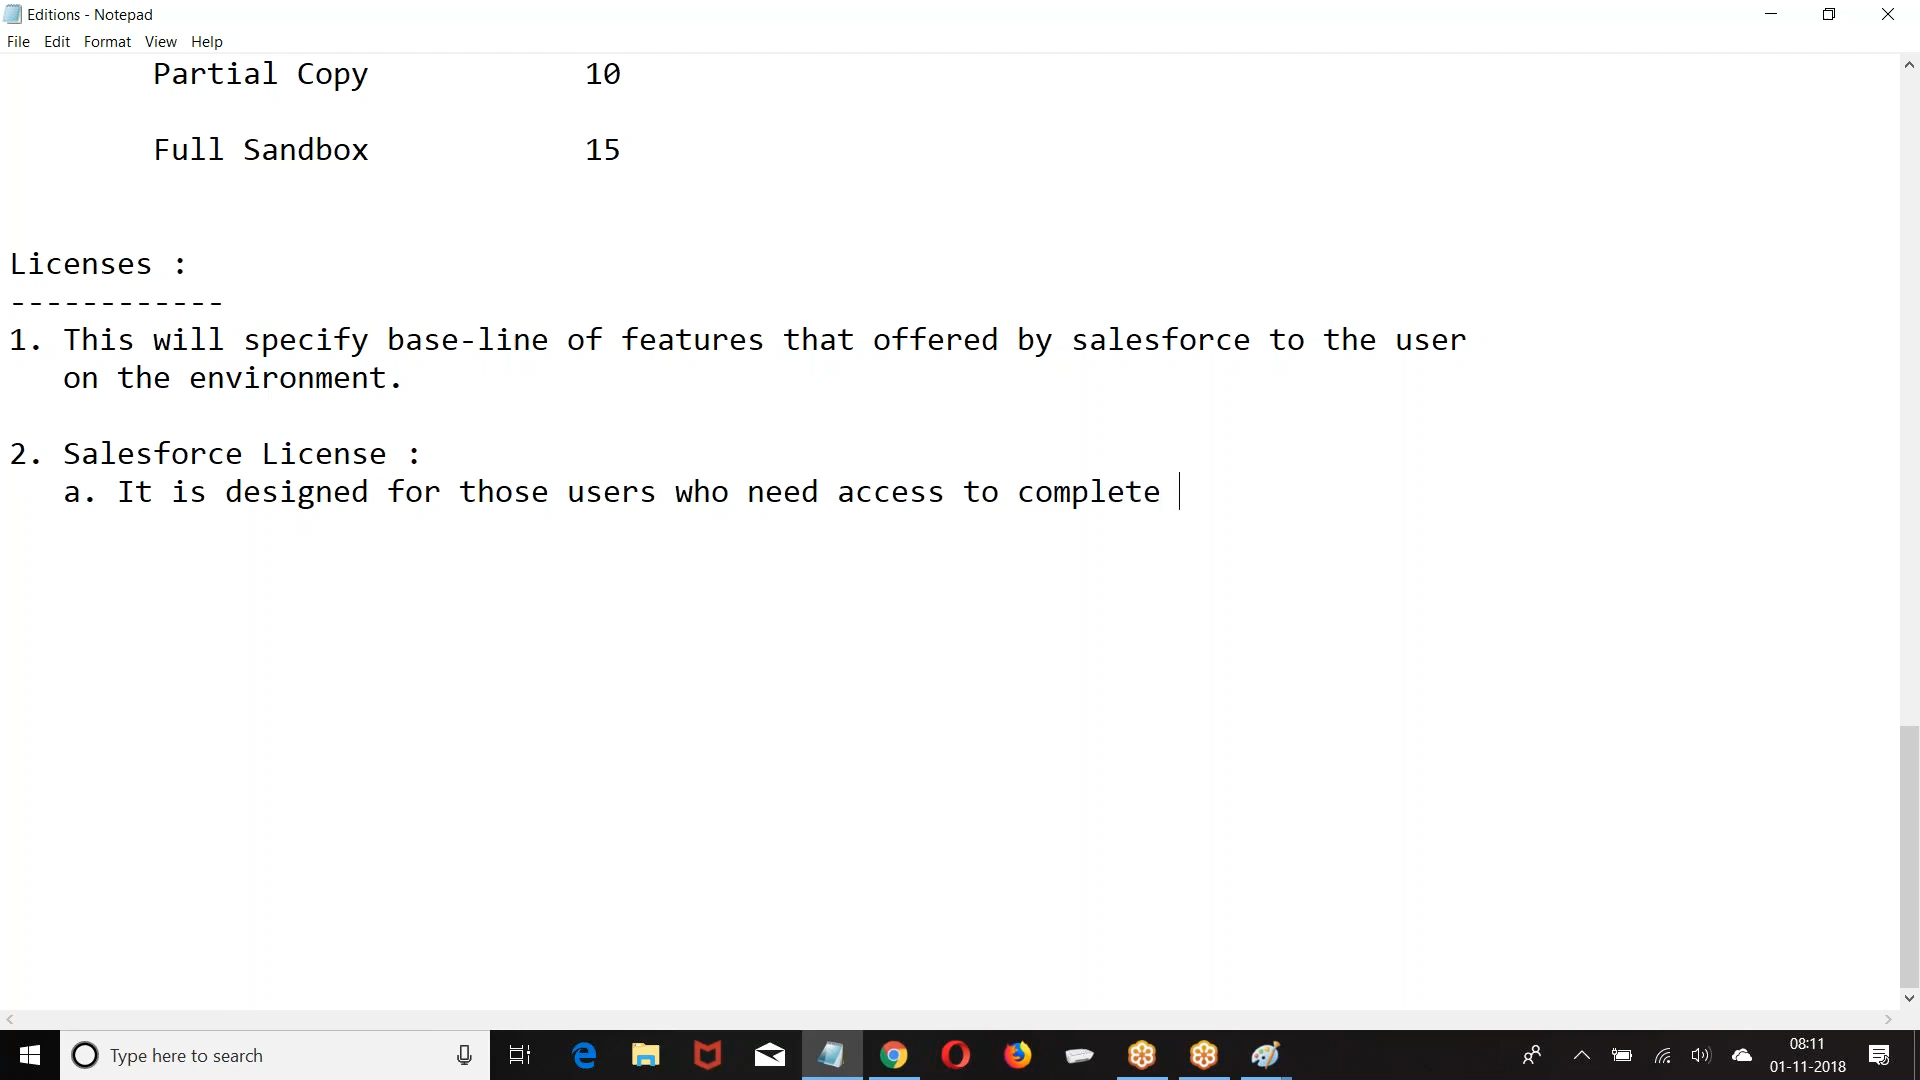 Editions - Notepad
File Edit Format View Help
Partial Copy 10
Full Sandbox 15
Licenses :
------------
1. This will specify base-line of features that offered by salesforce to the user
on the environment.
2. Salesforce License :
a. It is designed for those users who need access to complete
Type here to search
08:11
01-11-2018